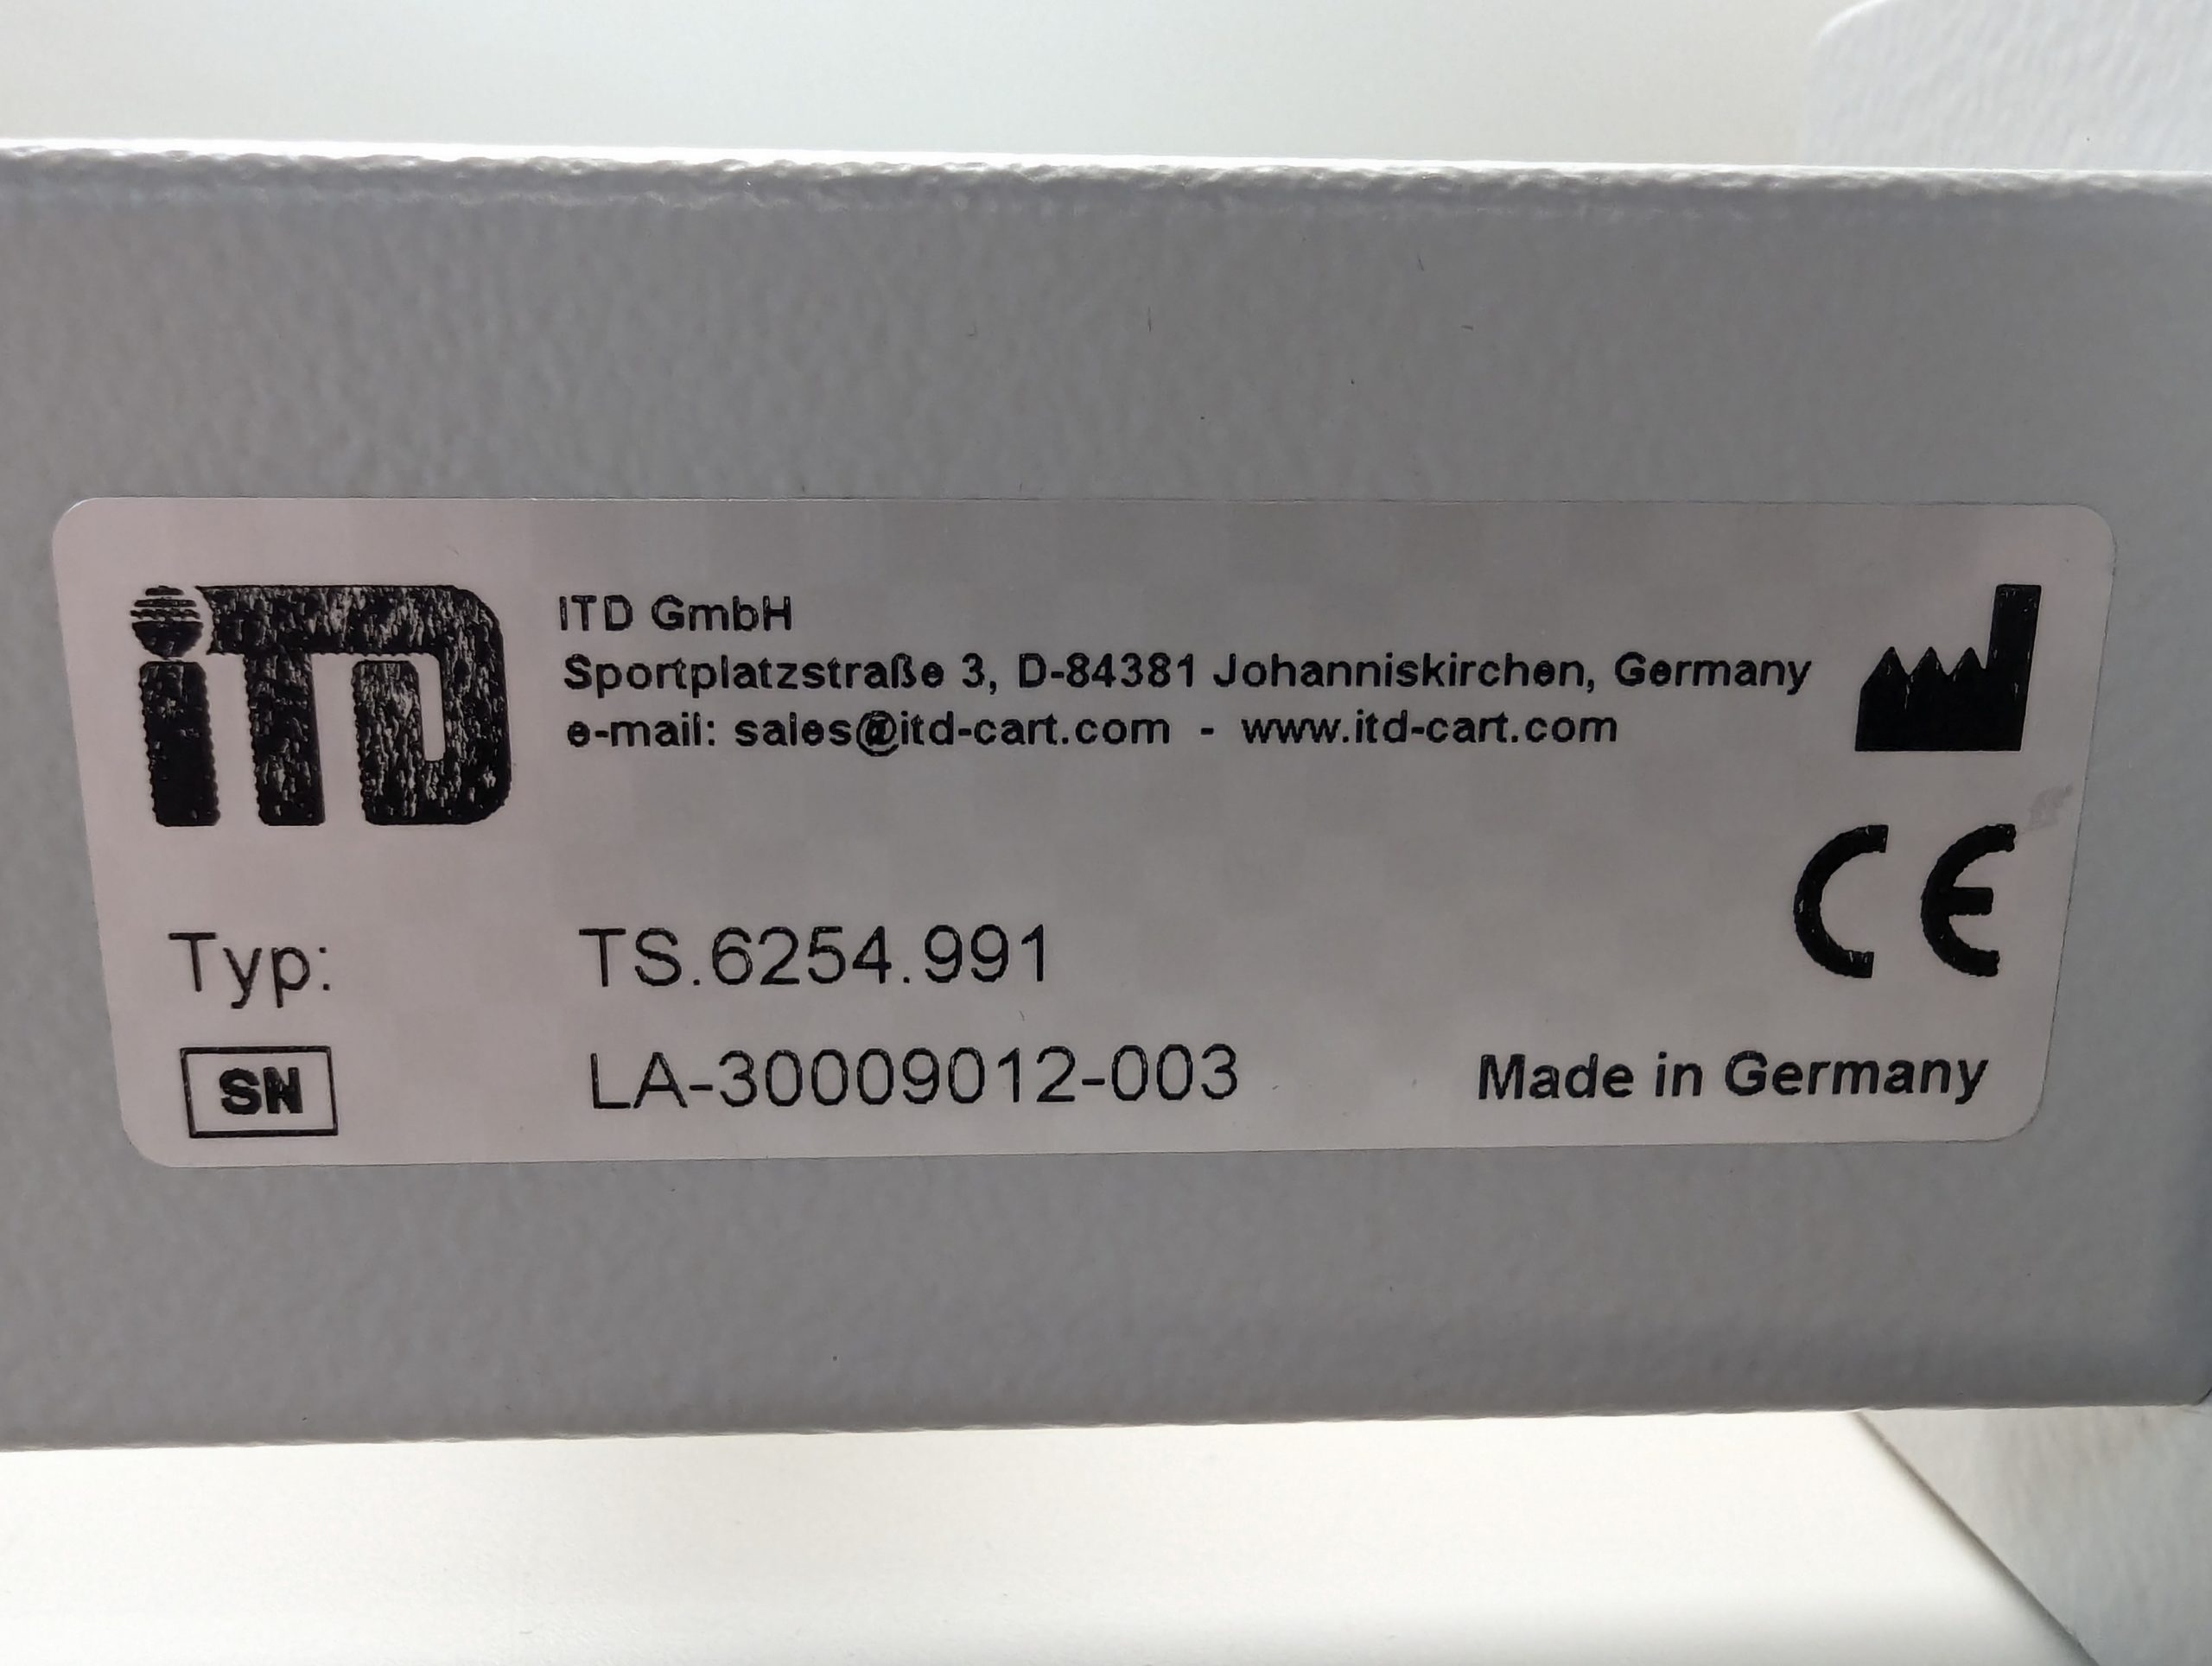 iTD
ITD GmbH
Sportplatzstraße 3, D-84381 Johanniskirchen, Germany
e-mail: sales@itd-cart.com - www.itd-cart.com
CE
Typ: TS.6254.991
SN LA-30009012-003
Made in Germany